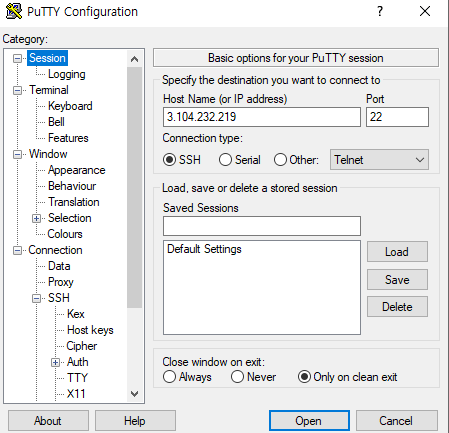 PuTTY Configuration
?
Category:
Session
Logging
Terminal
Keyboard
Bell
Features
Window
Appearance
Behaviour
Translation
Selection
Colours
Connection
Data
Proxy
SSH
Kex
Host keys
Cipher
Auth
TTY
X11
Basic options for your PuTTY session
Specify the destination you want to connect to
Host Name (or IP address) Port
3.104.232.219 22
Connection type:
SSH Serial Other: Telnet
Load, save or delete a stored session
Saved Sessions
Default Settings
Load
Save
Delete
Close window on exit:
Always Never Only on clean exit
About Help Open Cancel